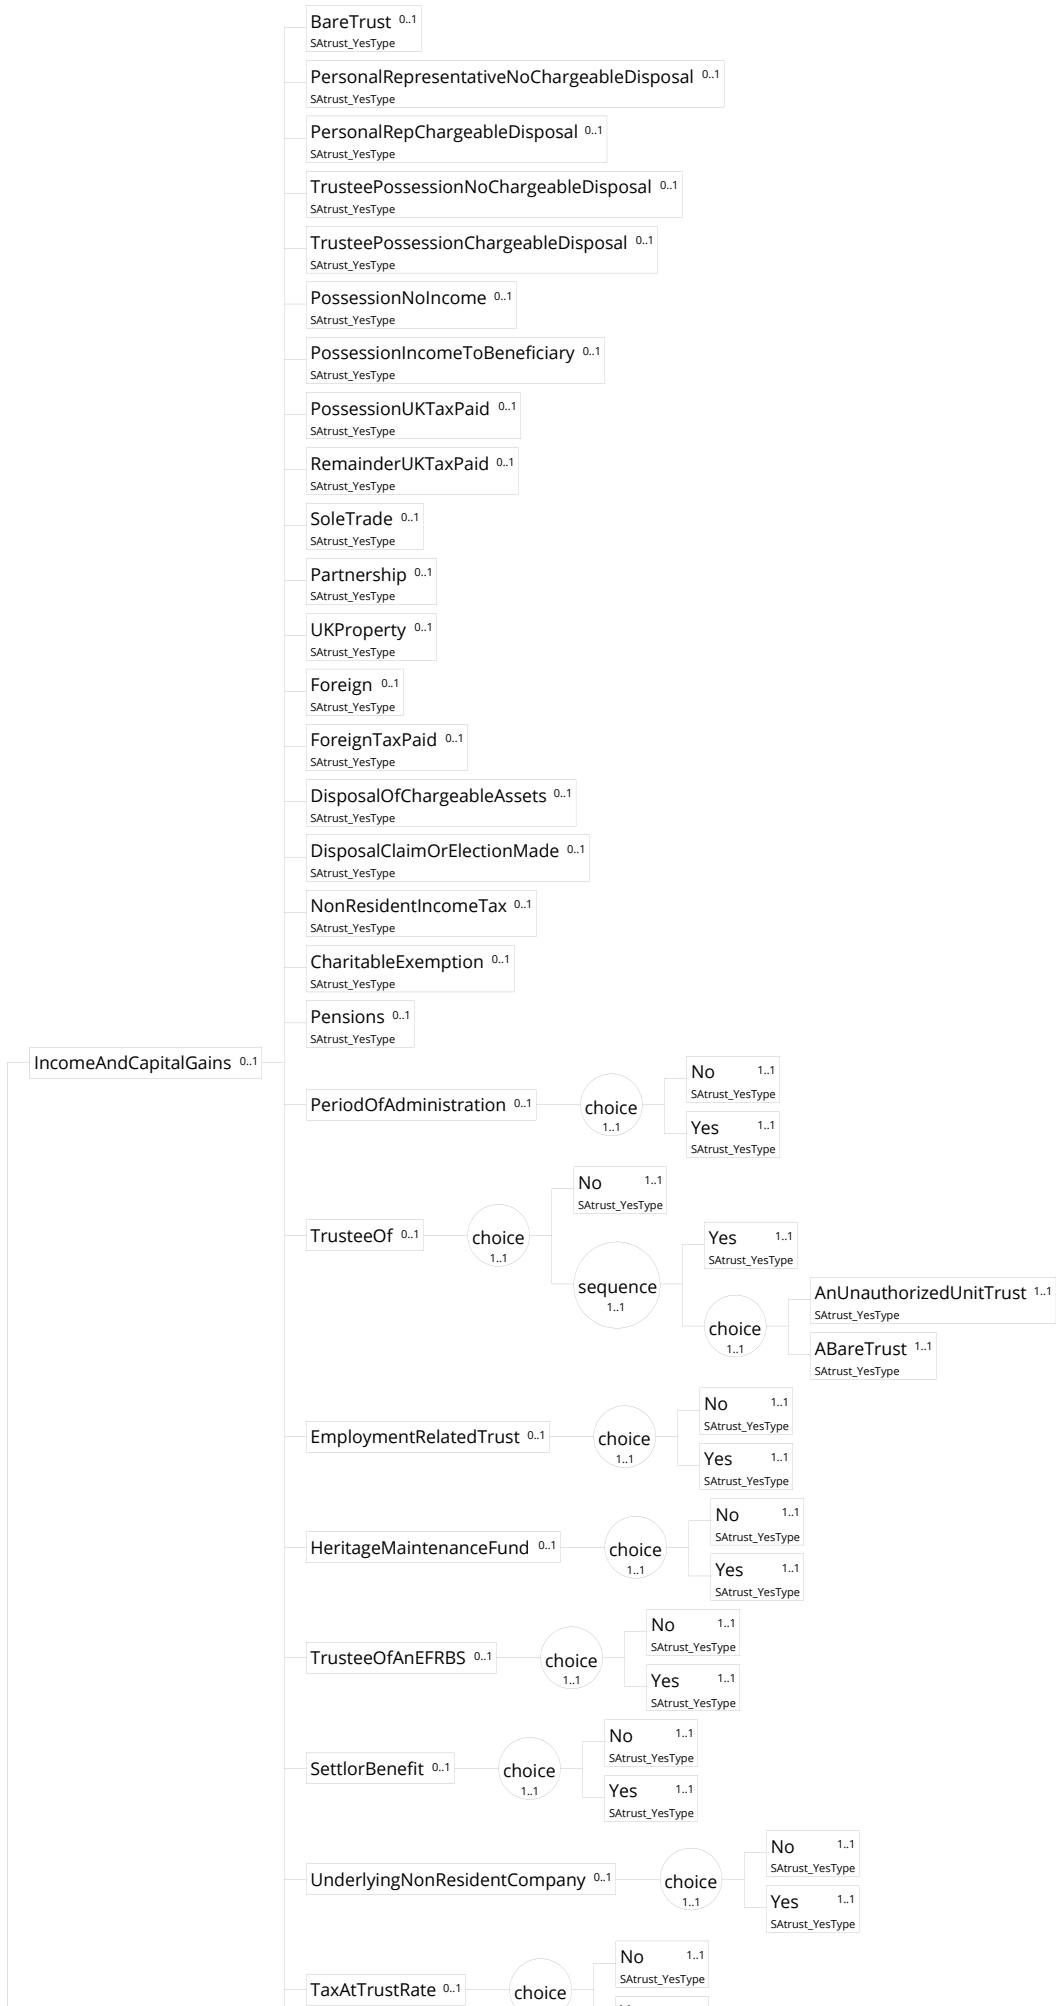 BareTrust 0..1
SAtrust_YesType
PersonalRepresentativeNoChargeableDisposal 0..1
SAtrust_YesType
PersonalRepChargeableDisposal 0..1
SAtrust_YesType
TrusteePossessionNoChargeableDisposal 0..1
SAtrust_YesType
TrusteePossessionChargeableDisposal 0..1
SAtrust_YesType
PossessionNoIncome 0..1
SAtrust_YesType
PossessionIncomeToBeneficiary 0..1
SAtrust_YesType
PossessionUKTaxPaid 0..1
SAtrust_YesType
RemainderUKTaxPaid 0..1
SAtrust_YesType
SoleTrade 0..1
SAtrust_YesType
Partnership 0..1
SAtrust_YesType
UKProperty 0..1
SAtrust_YesType
Foreign 0..1
SAtrust_YesType
ForeignTaxPaid 0..1
SAtrust_YesType
DisposalOfChargeableAssets 0..1
SAtrust_YesType
DisposalClaimOrElectionMade 0..1
SAtrust_YesType
NonResidentIncomeTax 0..1
SAtrust_YesType
CharitableExemption 0..1
SAtrust_YesType
Pensions 0..1
SAtrust_YesType
IncomeAndCapitalGains 0..1
PeriodOfAdministration 0..1
choice
1..1
No 1..1
SAtrust_YesType
Yes 1..1
SAtrust_YesType
TrusteeOf 0..1
choice
1..1
No 1..1
SAtrust_YesType
sequence
1..1
Yes 1..1
SAtrust_YesType
choice
1..1
AnUnauthorizedUnitTrust 1..1
SAtrust_YesType
ABareTrust 1..1
SAtrust_YesType
EmploymentRelatedTrust 0..1
choice
1..1
No 1..1
SAtrust_YesType
Yes 1..1
SAtrust_YesType
HeritageMaintenanceFund 0..1
choice
1..1
No 1..1
SAtrust_YesType
Yes 1..1
SAtrust_YesType
TrusteeOfAnEFRBS 0..1
choice
1..1
No 1..1
SAtrust_YesType
Yes 1..1
SAtrust_YesType
SettlorBenefit 0..1
choice
1..1
No 1..1
SAtrust_YesType
Yes 1..1
SAtrust_YesType
UnderlyingNonResidentCompany 0..1
choice
1..1
No 1..1
SAtrust_YesType
Yes 1..1
SAtrust_YesType
TaxAtTrustRate 0..1
choice
No 1..1
SAtrust_YesType